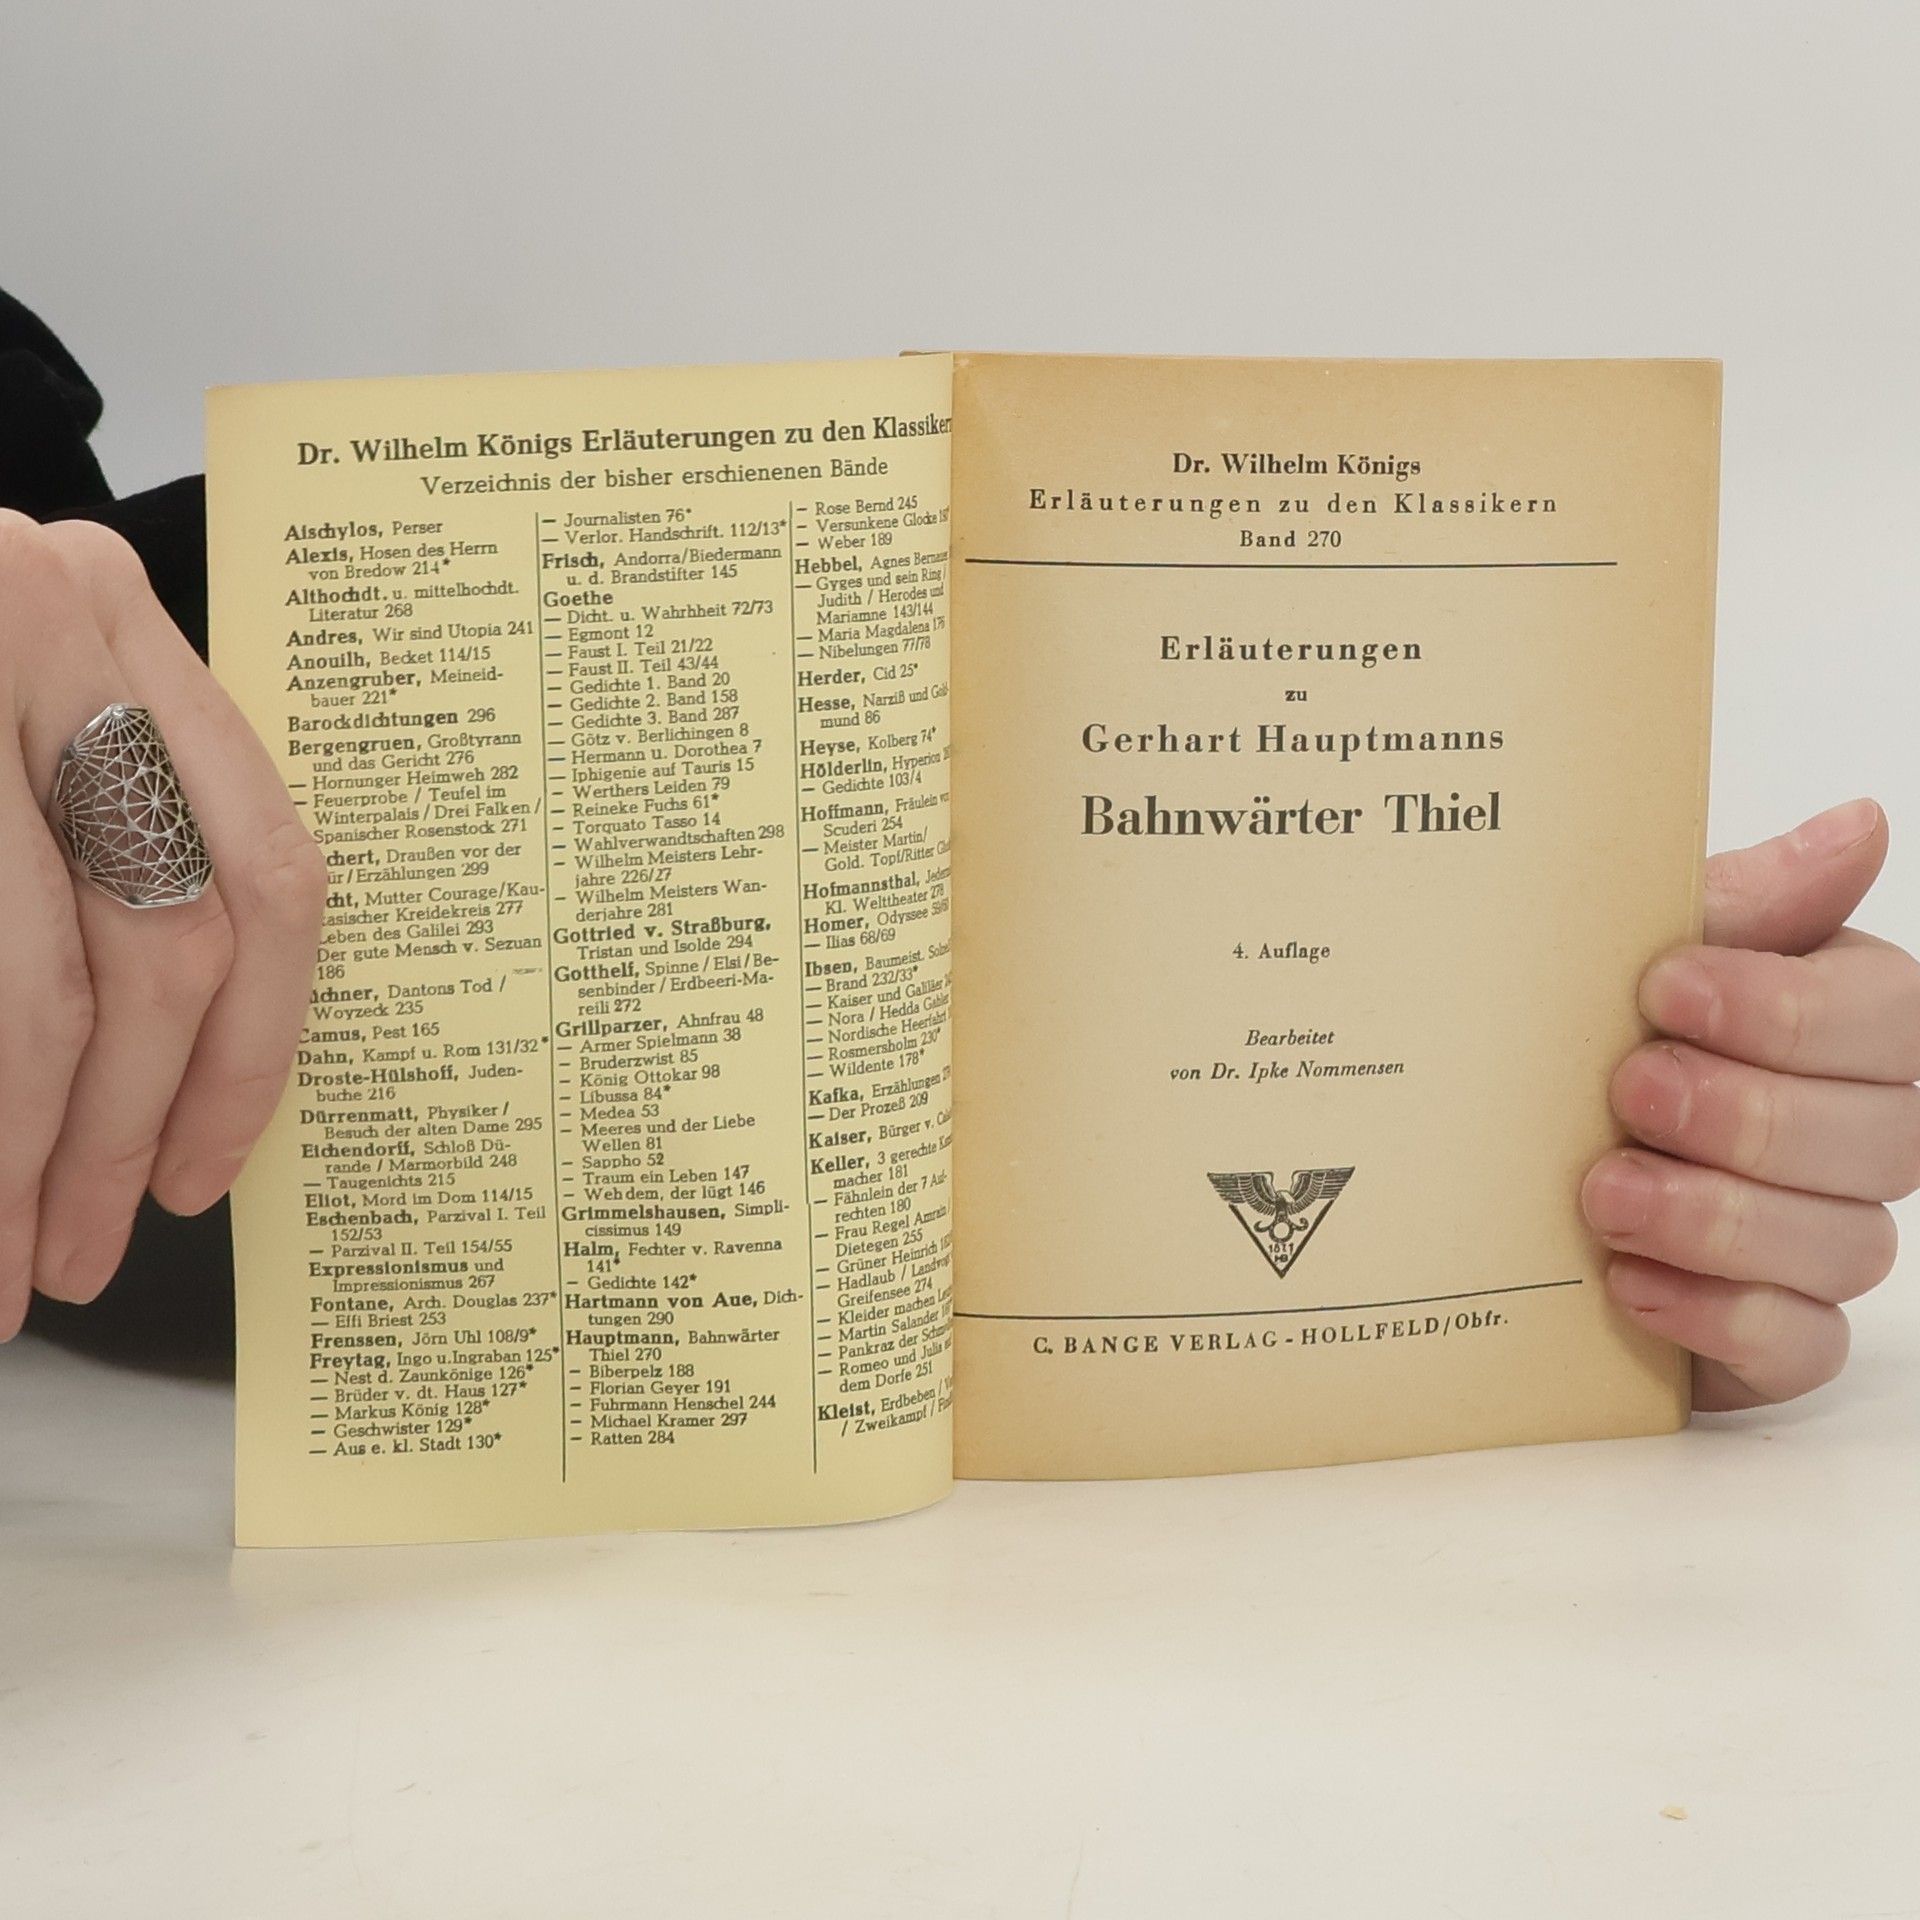 Dr. Wilhelm Königs Erläuterungen zu den Klassikern
Verzeichnis der bisher erschienenen Bände
Aischylos, Perser
Alexis, Hosen des Herrn
von Bredow 214*
Althochdt. u. mittelhochdt.
Literatur 268
Andres, Wir sind Utopia 241
Anouilh, Becket 114/15
Anzengruber, Meineid-
bauer 221*
Barockdichtungen 296
Bergengruen, Großtyrann
und das Gericht 276
— Hornunger Heimweh 282
— Feuerprobe / Teufel im
Winterpalais / Drei Falken /
Spanischer Rosenstock 271
chert, Draußen vor der
ür / Erzählungen 299
cht, Mutter Courage/Kau-
asischer Kreidekreis 277
eben des Galilei 293
Der gute Mensch v. Sezuan
186
chner, Dantons Tod /
Woyzeck 235
Camus, Pest 165
Dahn, Kampf u. Rom 131/32*
Droste-Hülshoff, Juden-
buche 216
Dürrenmatt, Physiker /
Besuch der alten Dame 295
Eichendorff, Schloß Dü-
rande / Marmorbild 248
— Taugenichts 215
Eliot, Mord im Dom 114/15
Eschenbach, Parzival I. Teil
152/53
— Parzival II. Teil 154/55
Expressionismus und
Impressionismus 267
Fontane, Arch. Douglas 237*
— Effi Briest 253
Frenssen, Jörn Uhl 108/9*
Freytag, Ingo u.Ingraban 125*
— Nest d. Zaunkönige 126*
— Brüder v. dt. Haus 127*
— Markus König 128*
— Geschwister 129*
— Aus e. kl. Stadt 130*
— Journalisten 76*
— Verlor. Handschrift. 112/13*
Frisch, Andorra/Biedermann
u. d. Brandstifter 145
Goethe
— Dicht. u. Wahrhheit 72/73
— Egmont 12
— Faust I. Teil 21/22
— Faust II. Teil 43/44
— Gedichte 1. Band 20
— Gedichte 2. Band 158
— Gedichte 3. Band 287
— Götz v. Berlichingen 8
— Hermann u. Dorothea 7
— Iphigenie auf Tauris 15
— Werthers Leiden 79
— Reineke Fuchs 61*
— Torquato Tasso 14
— Wahlverwandtschaften 298
— Wilhelm Meisters Lehr-
jahre 226/27
— Wilhelm Meisters Wan-
derjahre 281
Gottfried v. Straßburg,
Tristan und Isolde 294
Gotthelf, Spinne / Elsi / Be-
senbinder / Erdbeeri-Ma-
reili 272
Grillparzer, Ahnfrau 48
— Armer Spielmann 38
— Bruderzwist 85
— König Ottokar 98
— Libussa 84*
— Medea 53
— Meeres und der Liebe
Wellen 81
— Sappho 52
— Traum ein Leben 147
— Weh dem, der lügt 146
Grimmelshausen, Simpli-
cissimus 149
Halm, Fechter v. Ravenna
141*
— Gedichte 142*
Hartmann von Aue, Dich-
tungen 290
Hauptmann, Bahnwärter
Thiel 270
— Biberpelz 188
— Florian Geyer 191
— Fuhrmann Henschel 244
— Michael Kramer 297
— Ratten 284
— Rose Bernd 245
— Versunkene Glocke
— Weber 189
Hebbel, Agnes Bernauer
— Gyges und sein Ring /
Judith / Herodes und
Mariamne 143/144
— Maria Magdalena 176
— Nibelungen 77/78
Herder, Cid 25*
Hesse, Narziß und Gold-
mund 86
Heyse, Kolberg 74*
Hölderlin, Hyperion
— Gedichte 103/4
Hoffmann, Fräulein
Scuderi 254
— Meister Martin/
Gold. Topf/Ritter
Hofmannsthal,
Kl. Welttheater 278
Homer, Odyssee 59/60
— Ilias 68/69
Ibsen, Baumeist.
— Brand 232/33*
— Kaiser und Galiläer
— Nora / Hedda Gabler
— Nordische Heerfahrt
— Rosmersholm 230*
— Wildente 178*
Kafka, Erzählungen
— Der Prozeß 209
Kaiser, Bürger v.
Keller, 3 gerechte
macher 181
— Fähnlein der 7 Auf-
rechten 180
— Frau Regel Amrain /
Dietegen 255
— Grüner Heinrich
— Hadlaub / Landvogt
Greifensee 274
— Kleider machen
— Martin Salander
— Pankraz der
— Romeo und Julia
dem Dorfe 251
Kleist, Erdbeben /
/ Zweikampf /
Dr. Wilhelm Königs
Erläuterungen zu den Klassikern
Band 270
Erläuterungen
zu
Gerhart Hauptmanns
Bahnwärter Thiel
4. Auflage
Bearbeitet
von Dr. Ipke Nommensen
1871
HB
C. BANGE VERLAG - HOLLFELD/Obfr.